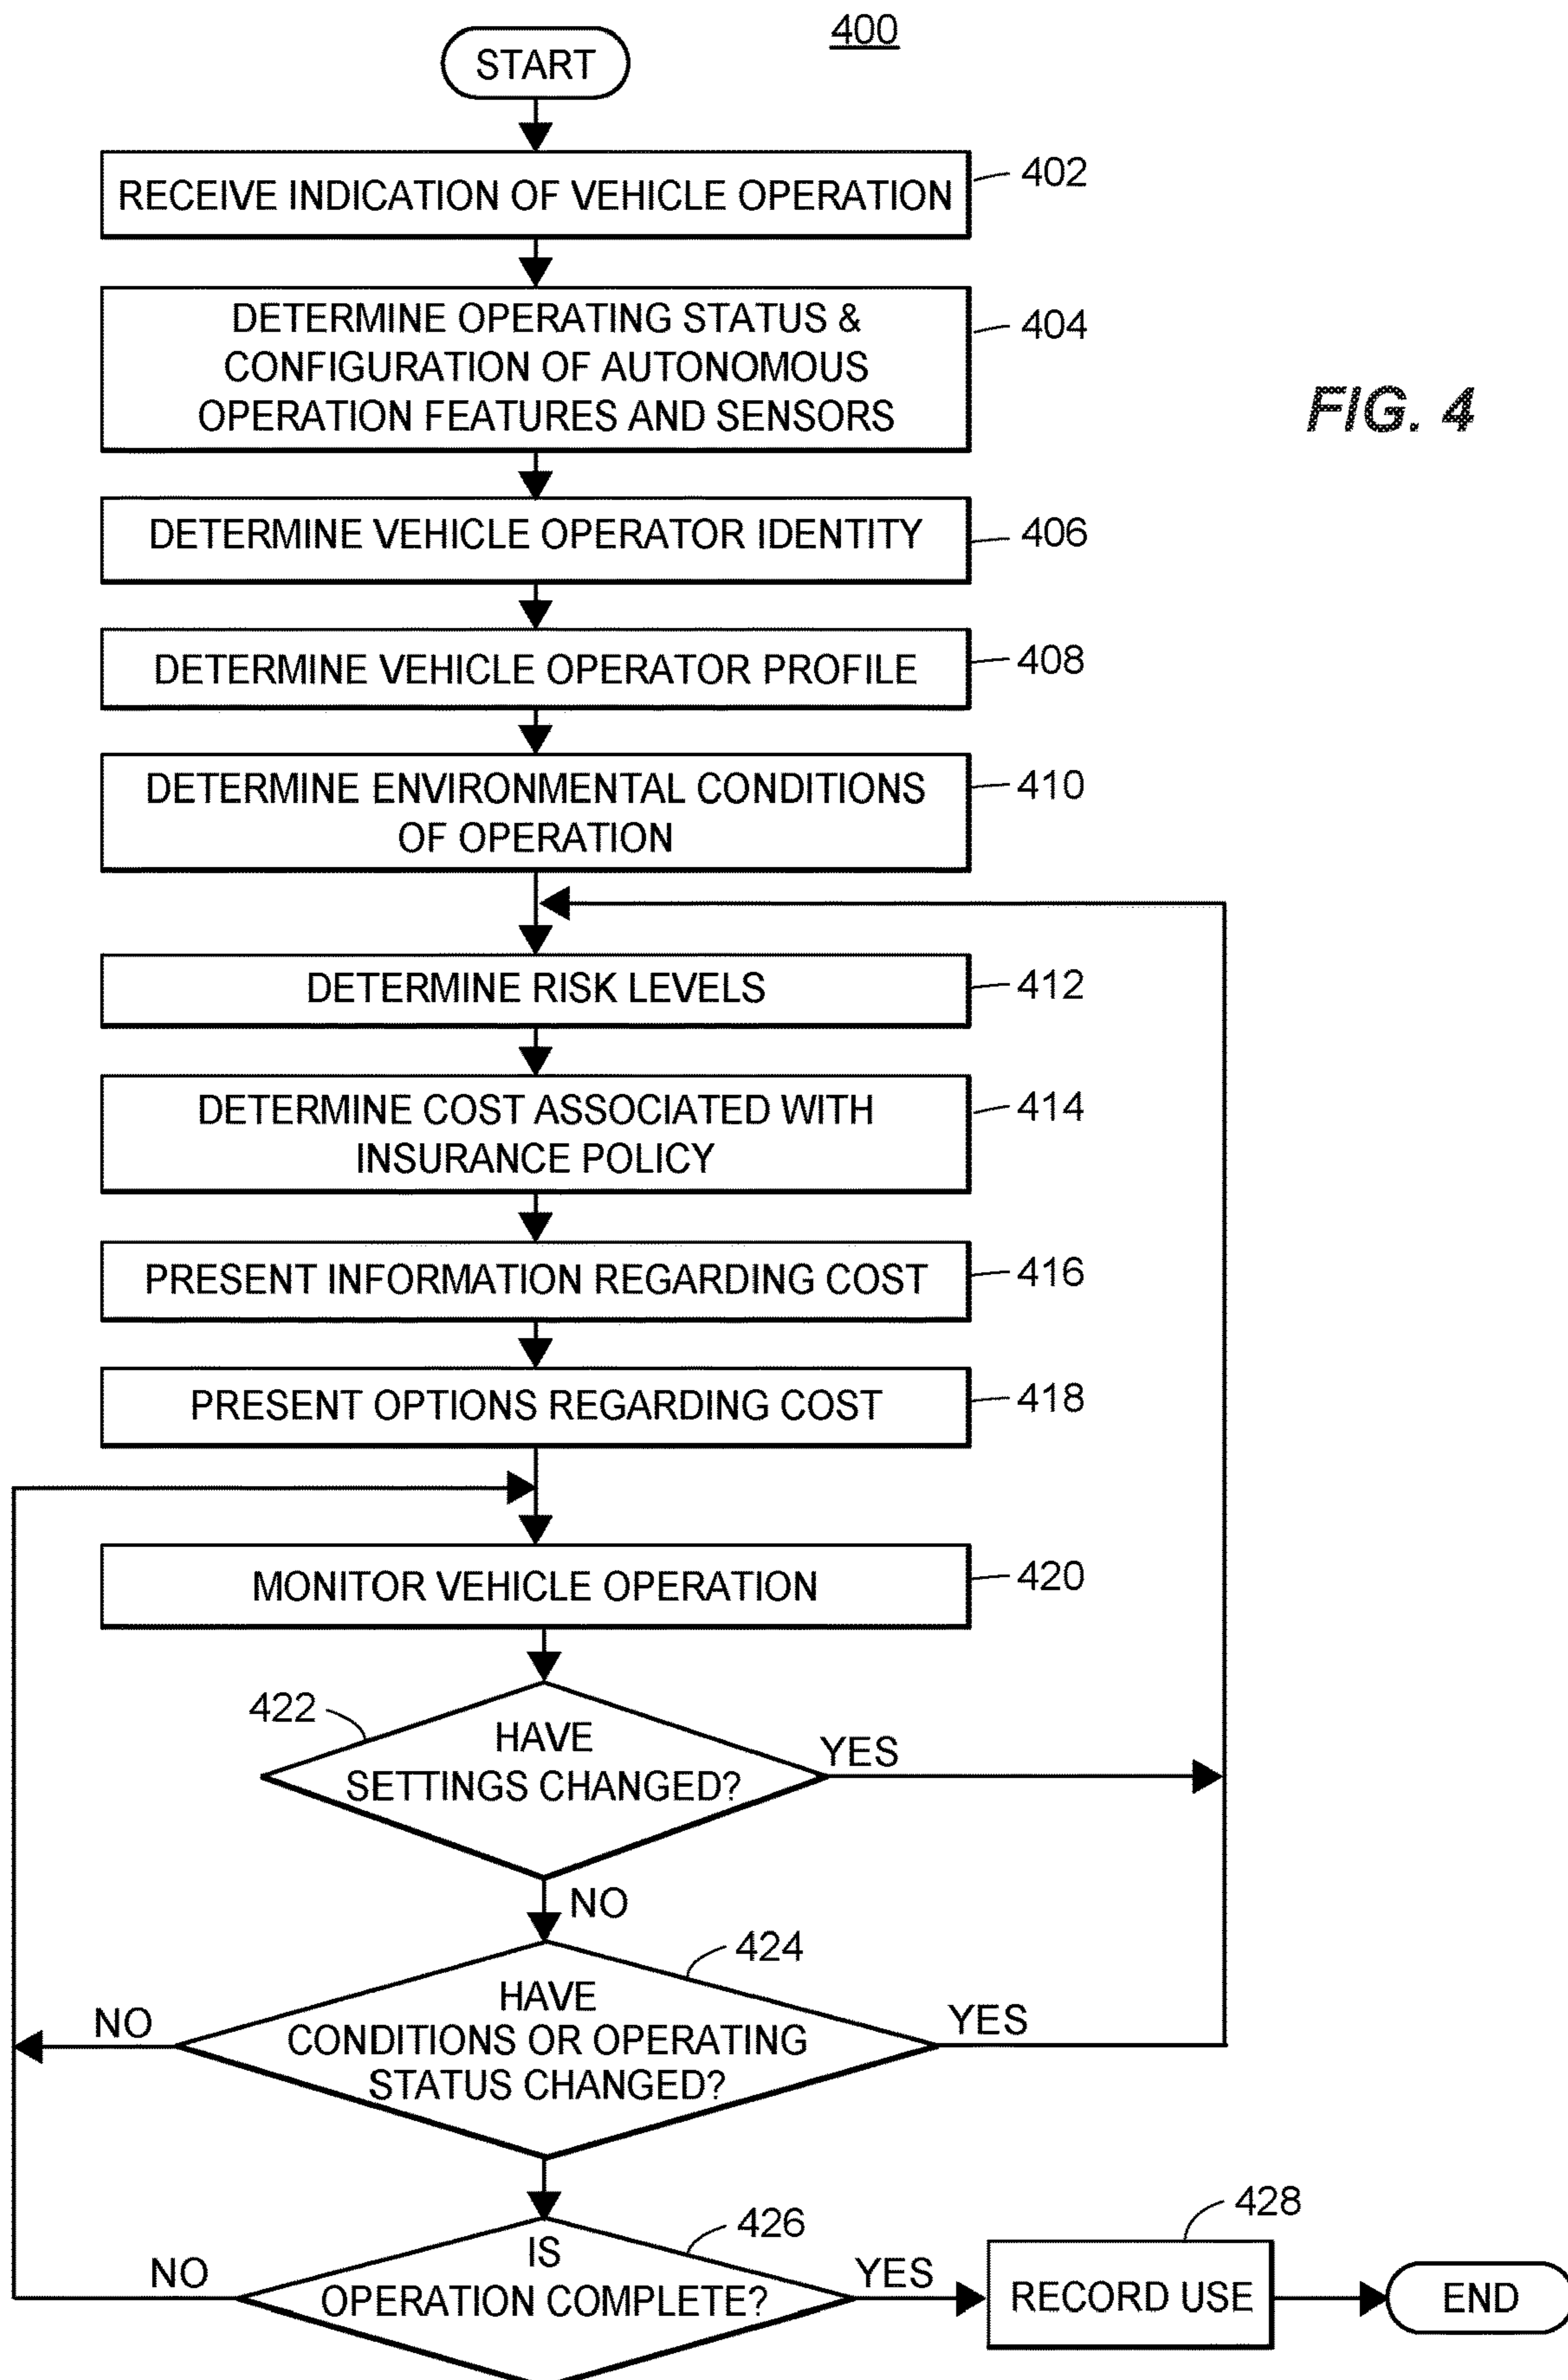 400
START
RECEIVE INDICATION OF VEHICLE OPERATION
402
DETERMINE OPERATING STATUS &
CONFIGURATION OF AUTONOMOUS
OPERATION FEATURES AND SENSORS
404
FIG. 4
DETERMINE VEHICLE OPERATOR IDENTITY
406
DETERMINE VEHICLE OPERATOR PROFILE
408
DETERMINE ENVIRONMENTAL CONDITIONS
OF OPERATION
410
DETERMINE RISK LEVELS
412
DETERMINE COST ASSOCIATED WITH
INSURANCE POLICY
414
PRESENT INFORMATION REGARDING COST
416
PRESENT OPTIONS REGARDING COST
418
MONITOR VEHICLE OPERATION
420
422
HAVE
SETTINGS CHANGED?
YES
NO
424
HAVE
CONDITIONS OR OPERATING
STATUS CHANGED?
NO
YES
426
IS
OPERATION COMPLETE?
NO
YES
428
RECORD USE
END